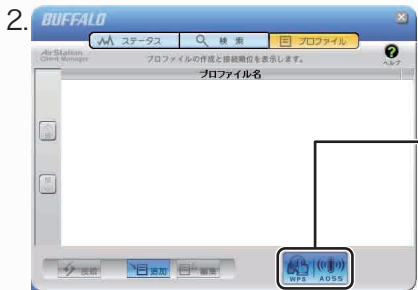 2.
BUFFALO
ステータス 検 索 プロファイル
AirStation
Client Manager
プロファイルの作成と接続順位を表示します。
ヘルプ
プロファイル名
接続 追加 編集
WPS AOSS